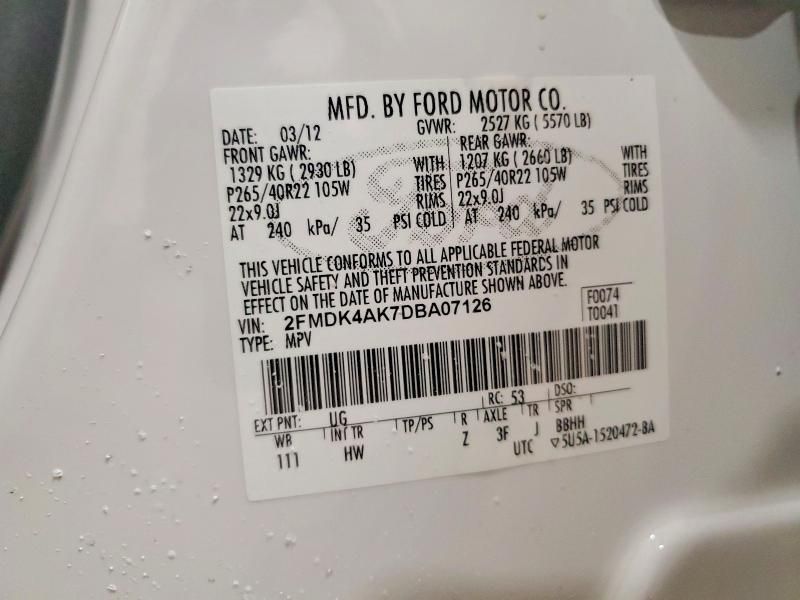 MFD. BY FORD MOTOR CO.
DATE: 03/12 GVWR: 2527 KG ( 5570 LB)
FRONT GAWR: REAR GAWR:
1329 KG ( 2930 LB) WITH 1207 KG ( 2660 LB) WITH
P265/40R22 105W TIRES P265/40R22 105W TIRES
22x9.0J RIMS 22x9.0J RIMS
AT 240 kPa/ 35 PSI COLD AT 240 kPa/ 35 PSI COLD
THIS VEHICLE CONFORMS TO ALL APPLICABLE FEDERAL MOTOR
VEHICLE SAFETY AND THEFT PREVENTION STANDARDS IN
EFFECT ON THE DATE OF MANUFACTURE SHOWN ABOVE.
VIN: 2FMDK4AK7DBA07126 F0074
TYPE: MPV T0041
EXT PNT: UG RC: 53 DSO:
WB INT TR TP/PS R AXLE TR SPR
111 HW Z 3F J BBHH
UTC ▽5U5A-1520472-BA